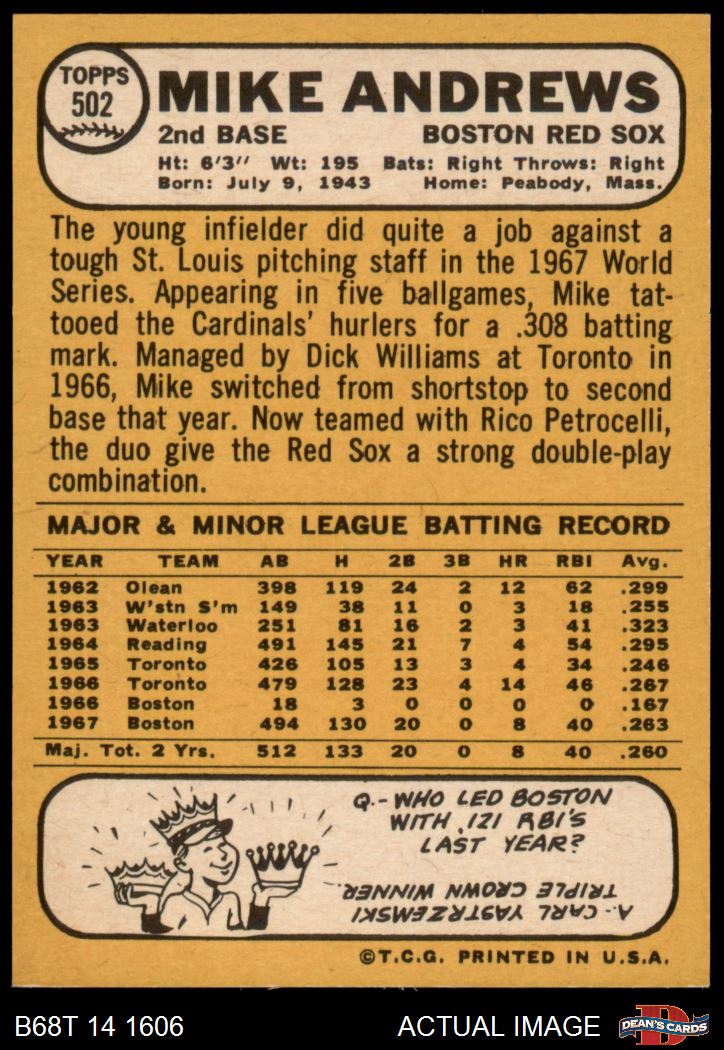 TOPPS
502
MIKE ANDREWS
2nd BASE BOSTON RED SOX
Ht: 6'3" Wt: 195 Bats: Right Throws: Right
Born: July 9, 1943 Home: Peabody, Mass.
The young infielder did quite a job against a
tough St. Louis pitching staff in the 1967 World
Series. Appearing in five ballgames, Mike tat-
tooed the Cardinals' hurlers for a .308 batting
mark. Managed by Dick Williams at Toronto in
1966, Mike switched from shortstop to second
base that year. Now teamed with Rico Petrocelli,
the duo give the Red Sox a strong double-play
combination.
MAJOR & MINOR LEAGUE BATTING RECORD
YEAR TEAM AB H 2B 3B HR RBI Avg.
1962 Olean 398 119 24 2 12 62 .299
1963 W'stn S'm 149 38 11 0 3 18 .255
1963 Waterloo 251 81 16 2 3 41 .323
1964 Reading 491 145 21 7 4 54 .295
1965 Toronto 426 105 13 3 4 34 .246
1966 Toronto 479 128 23 4 14 46 .267
1966 Boston 18 3 0 0 0 0 .167
1967 Boston 494 130 20 0 8 40 .263
Maj. Tot. 2 Yrs. 512 133 20 0 8 40 .260
Q.-WHO LED BOSTON
WITH 121 RBI'S
LAST YEAR?
A.-CARL YASTRZEMSKI
TRIPLE CROWN WINNER
©T.C.G. PRINTED IN U.S.A.
B68T 14 1606 ACTUAL IMAGE
D
DEAN'S CARDS